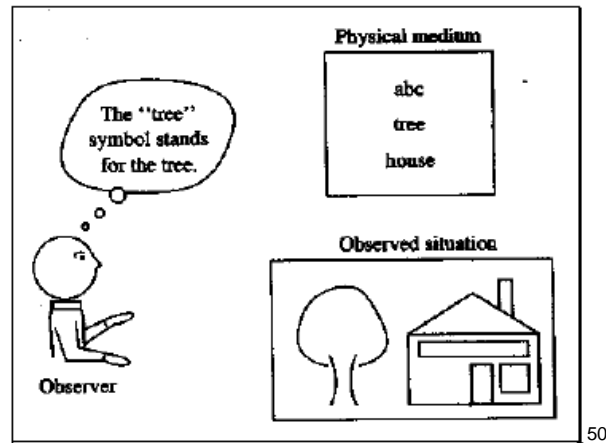 Physical medium
abc
tree
house
The "tree"
symbol stands
for the tree.
Observed situation
Observer
50